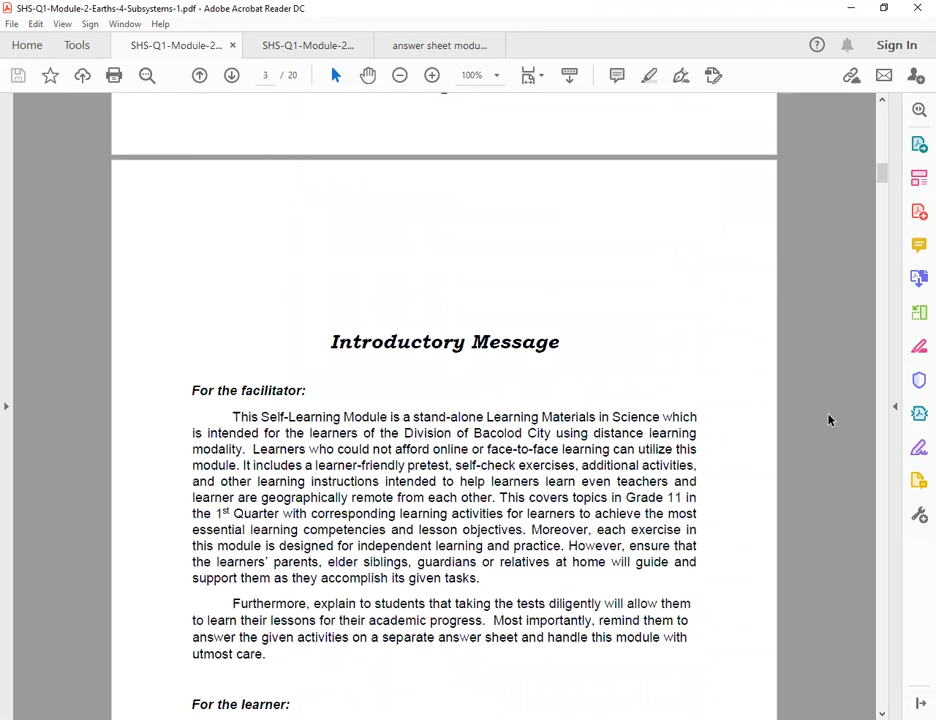 SHS-Q1-Module-2-Earths-4-Subsystems-1.pdf - Adobe Acrobat Reader DC
File Edit View Sign Window Help
Home Tools SHS-Q1-Module-2... × SHS-Q1-Module-2... answer sheet modu... Sign In
3 / 20 100%
Introductory Message
For the facilitator:
This Self-Learning Module is a stand-alone Learning Materials in Science which
is intended for the learners of the Division of Bacolod City using distance learning
modality. Learners who could not afford online or face-to-face learning can utilize this
module. It includes a learner-friendly pretest, self-check exercises, additional activities,
and other learning instructions intended to help learners learn even teachers and
learner are geographically remote from each other. This covers topics in Grade 11 in
the 1st Quarter with corresponding learning activities for learners to achieve the most
essential learning competencies and lesson objectives. Moreover, each exercise in
this module is designed for independent learning and practice. However, ensure that
the learners' parents, elder siblings, guardians or relatives at home will guide and
support them as they accomplish its given tasks.
Furthermore, explain to students that taking the tests diligently will allow them
to learn their lessons for their academic progress. Most importantly, remind them to
answer the given activities on a separate answer sheet and handle this module with
utmost care.
For the learner: